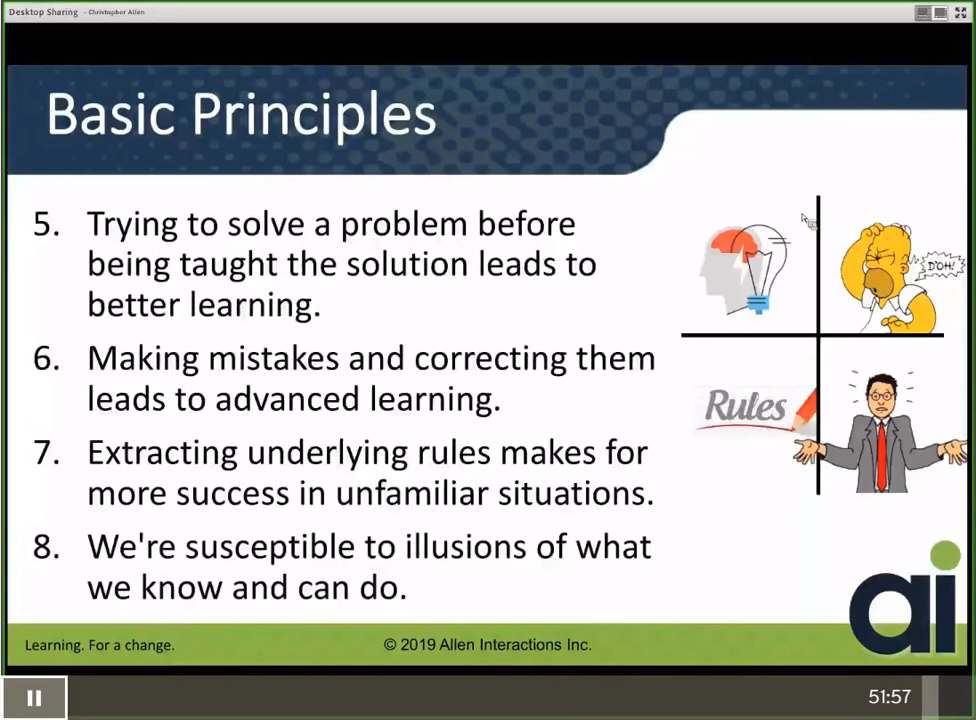 Desktop Sharing - Christopher Allen
Basic Principles
5. Trying to solve a problem before
being taught the solution leads to
better learning.
6. Making mistakes and correcting them
leads to advanced learning.
7. Extracting underlying rules makes for
more success in unfamiliar situations.
8. We're susceptible to illusions of what
we know and can do.
D'OH!
Rules
ai
Learning. For a change.
© 2019 Allen Interactions Inc.
51:57